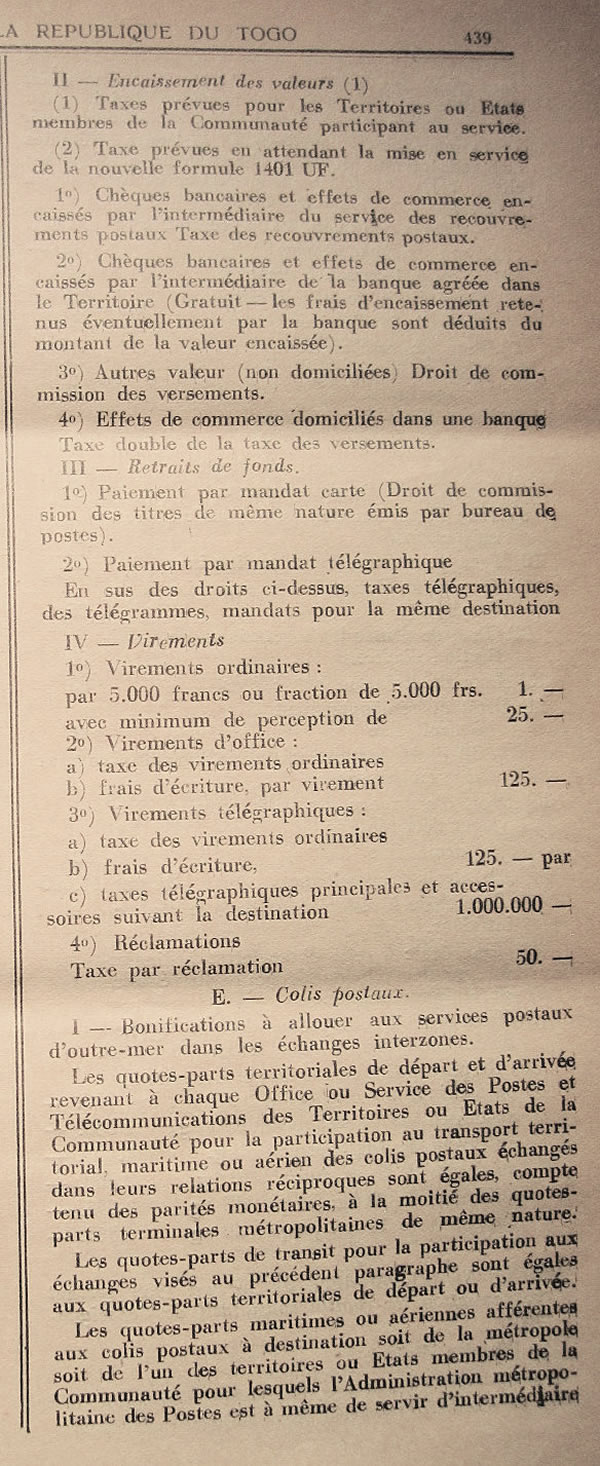 LA REPUBLIQUE DU TOGO 439
II — Encaissement des valeurs (1)
(1) Taxes prévues pour les Territoires ou Etats
membres de la Communauté participant au service.
(2) Taxe prévues en attendant la mise en service
de la nouvelle formule 1401 UF.
1º) Chèques bancaires et effets de commerce en-
caissés par l'intermédiaire du service des recouvre-
ments postaux Taxe des recouvrements postaux.
2º) Chèques bancaires et effets de commerce en-
caissés par l'intermédiaire de la banque agréée dans
le Territoire (Gratuit — les frais d'encaissement rete-
nus éventuellement par la banque sont déduits du
montant de la valeur encaissée).
3º) Autres valeur (non domiciliées) Droit de com-
mission des versements.
4º) Effets de commerce domiciliés dans une banque
Taxe double de la taxe des versements.
III — Retraits de fonds.
1º) Paiement par mandat carte (Droit de commis-
sion des titres de même nature émis par bureau de
postes).
2º) Paiement par mandat télégraphique
En sus des droits ci-dessus, taxes télégraphiques,
des télégrammes, mandats pour la même destination
IV — Virements
1º) Virements ordinaires :
par 5.000 francs ou fraction de 5.000 frs. 1. —
avec minimum de perception de 25. —
2º) Virements d'office :
a) taxe des virements ordinaires
b) frais d'écriture, par virement 125. —
3º) Virements télégraphiques :
a) taxe des virements ordinaires
b) frais d'écriture, 125. — par
c) taxes télégraphiques principales et acces-
soires suivant la destination 1.000.000 —
4º) Réclamations
Taxe par réclamation 50. —
E. — Colis postaux.
I — Bonifications à allouer aux services postaux
d'outre-mer dans les échanges interzones.
Les quotes-parts territoriales de départ et d'arrivée
revenant à chaque Office ou Service des Postes et
Télécommunications des Territoires ou Etats de la
Communauté pour la participation au transport terri-
torial, maritime ou aérien des colis postaux échangés
dans leurs relations réciproques sont égales, compte
tenu des parités monétaires, à la moitié des quotes-
parts terminales métropolitaines de même nature.
Les quotes-parts de transit pour la participation aux
échanges visés au précédent paragraphe sont égales
aux quotes-parts territoriales de départ ou d'arrivée.
Les quotes-parts maritimes ou aériennes afférentes
aux colis postaux à destination soit de la métropole
soit de l'un des territoires ou Etats membres de la
Communauté pour lesquels l'Administration métropo-
litaine des Postes est à même de servir d'intermédiaire